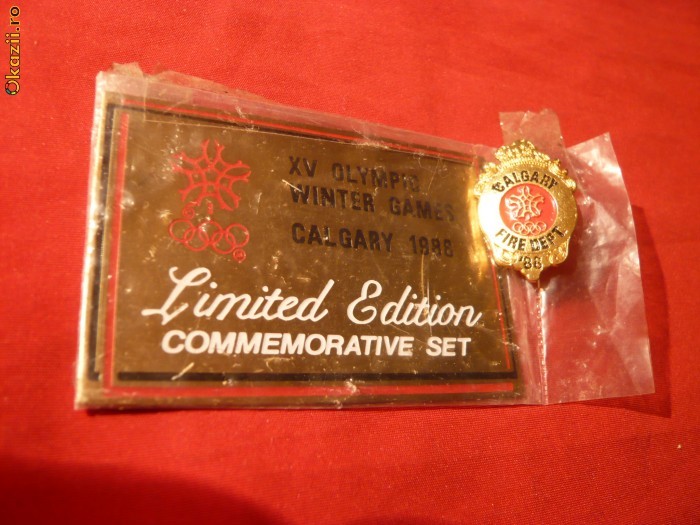 Okazii.ro
XV OLYMPIC
WINTER GAMES
CALGARY 1988
Limited Edition
COMMEMORATIVE SET
CALGARY
FIRE DEPT
'88